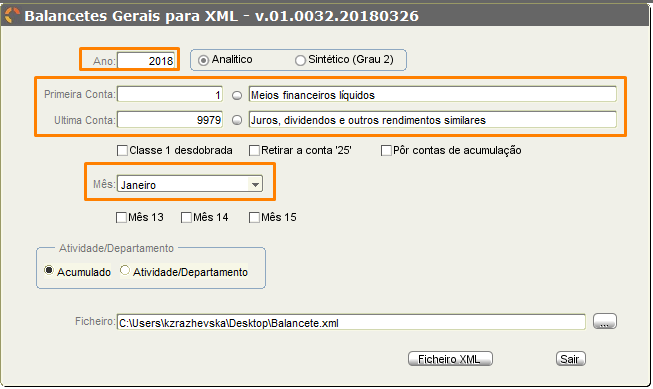 Balancetes Gerais para XML - v.01.0032.20180326
Ano: 2018 Analítico Sintético (Grau 2)
Primeira Conta: 1 Meios financeiros líquidos
Ultima Conta: 9979 Juros, dividendos e outros rendimentos similares
Classe 1 desdobrada Retirar a conta '25' Pôr contas de acumulação
Mês: Janeiro
Mês 13 Mês 14 Mês 15
Atividade/Departamento
Acumulado Atividade/Departamento
Ficheiro: C:\Users\kzrazhevska\Desktop\Balancete.xml ...
Ficheiro XML Sair